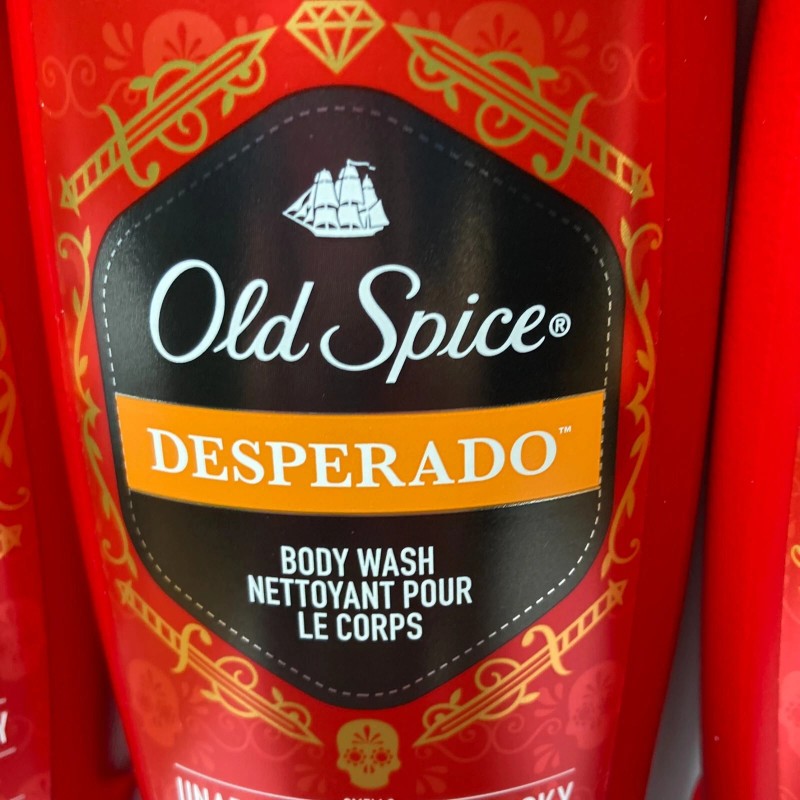 Old Spice®
DESPERADO™
BODY WASH
NETTOYANT POUR
LE CORPS